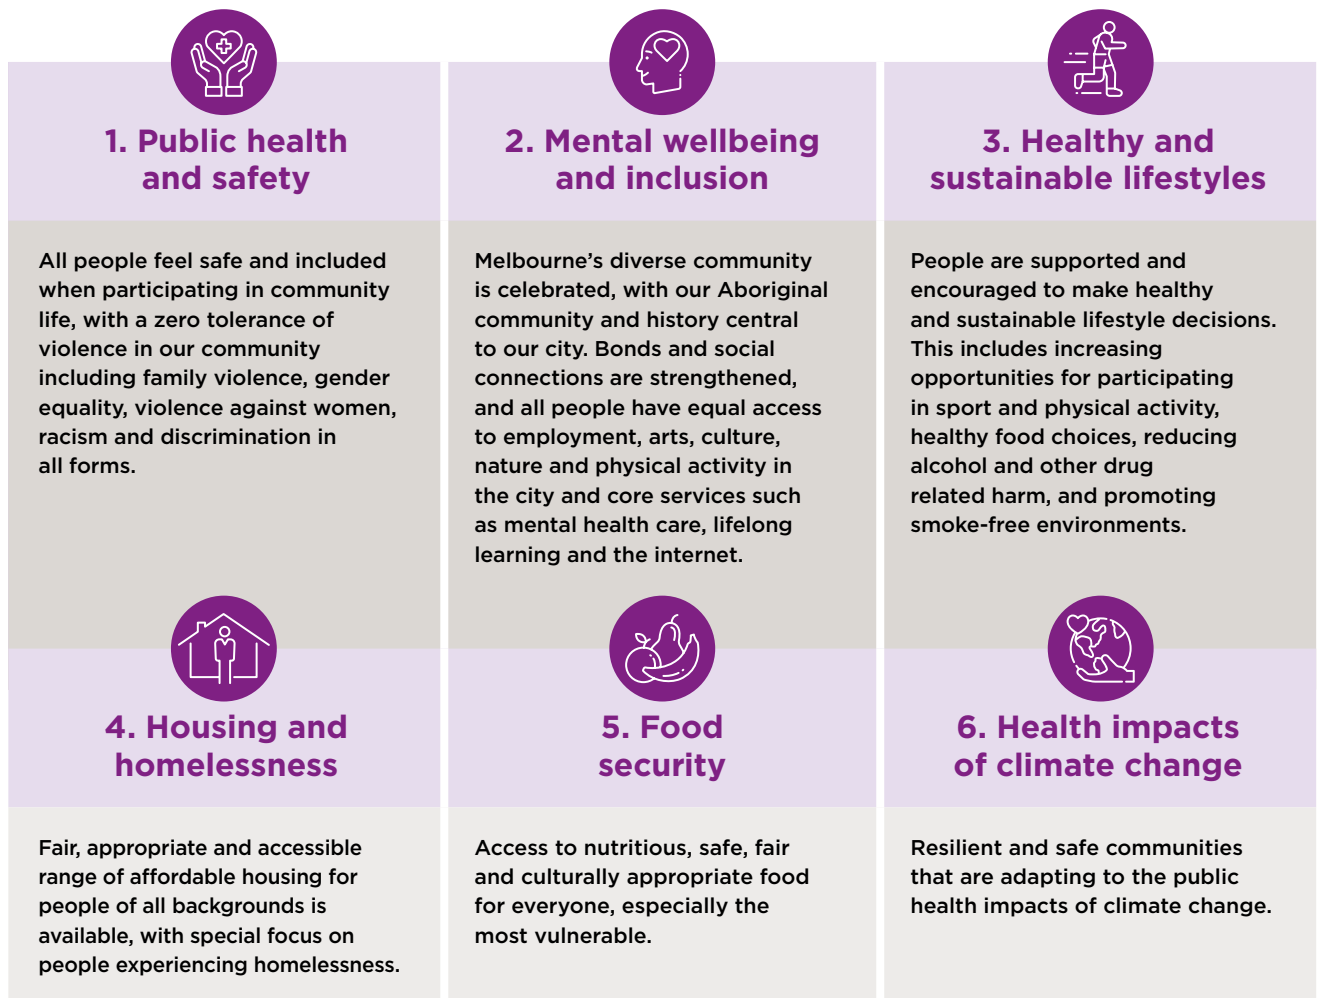 1. Public health
and safety
All people feel safe and included
when participating in community
life, with a zero tolerance of
violence in our community
including family violence, gender
equality, violence against women,
racism and discrimination in
all forms.
2. Mental wellbeing
and inclusion
Melbourne’s diverse community
is celebrated, with our Aboriginal
community and history central
to our city. Bonds and social
connections are strengthened,
and all people have equal access
to employment, arts, culture,
nature and physical activity in
the city and core services such
as mental health care, lifelong
learning and the internet.
3. Healthy and
sustainable lifestyles
People are supported and
encouraged to make healthy
and sustainable lifestyle decisions.
This includes increasing
opportunities for participating
in sport and physical activity,
healthy food choices, reducing
alcohol and other drug
related harm, and promoting
smoke-free environments.
4. Housing and
homelessness
Fair, appropriate and accessible
range of affordable housing for
people of all backgrounds is
available, with special focus on
people experiencing homelessness.
5. Food
security
Access to nutritious, safe, fair
and culturally appropriate food
for everyone, especially the
most vulnerable.
6. Health impacts
of climate change
Resilient and safe communities
that are adapting to the public
health impacts of climate change.